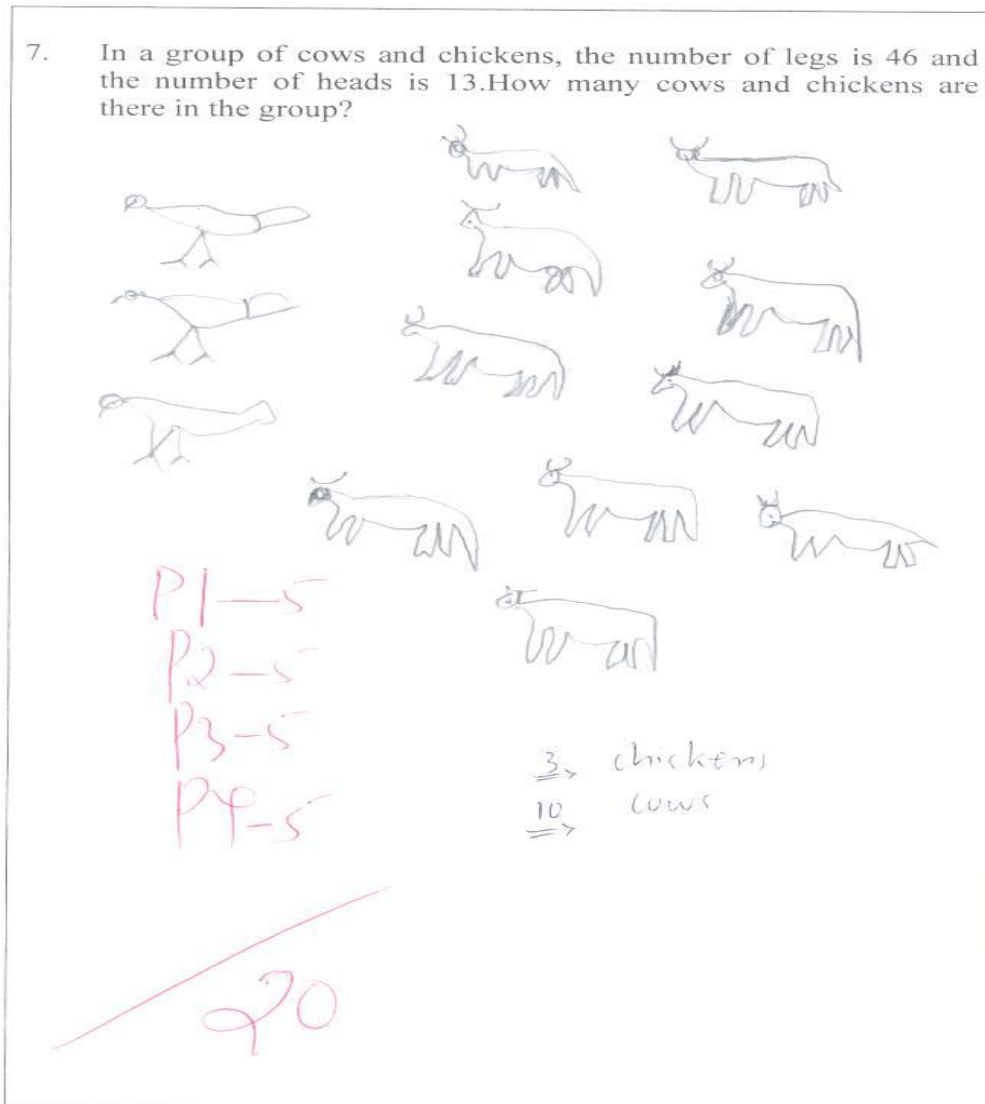 7. In a group of cows and chickens, the number of legs is 46 and
the number of heads is 13.How many cows and chickens are
there in the group?
P1—5
P2—5
P3—5
P4—5
3, chickens
10, cows
20